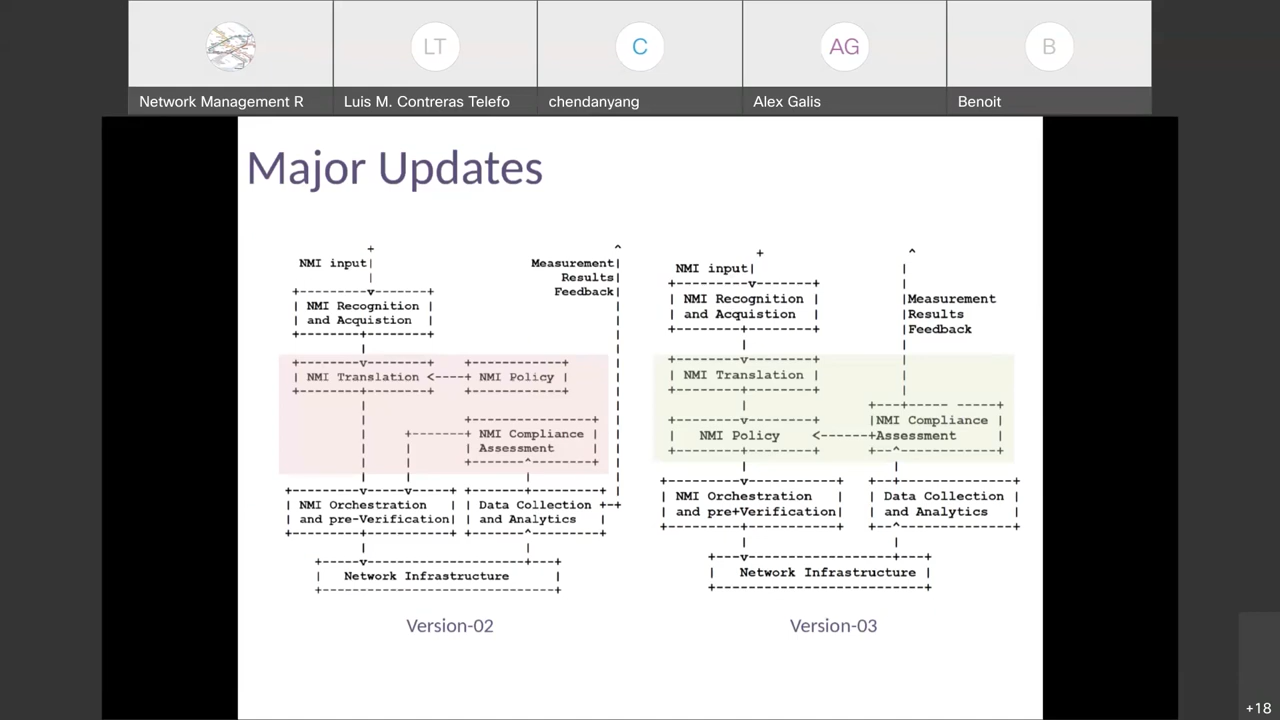 Network Management R
LT
Luis M. Contreras Telefo
C
chendanyang
AG
Alex Galis
B
Benoit
Major Updates
NMI input
Measurement
Results
Feedback
NMI Recognition
and Acquistion
NMI Translation
NMI Policy
NMI Compliance
Assessment
NMI Orchestration
and pre-Verification
Data Collection
and Analytics
Network Infrastructure
Version-02
NMI input
NMI Recognition
and Acquistion
Measurement
Results
Feedback
NMI Translation
NMI Policy
NMI Compliance
Assessment
NMI Orchestration
and pre+Verification
Data Collection
and Analytics
Network Infrastructure
Version-03
+18